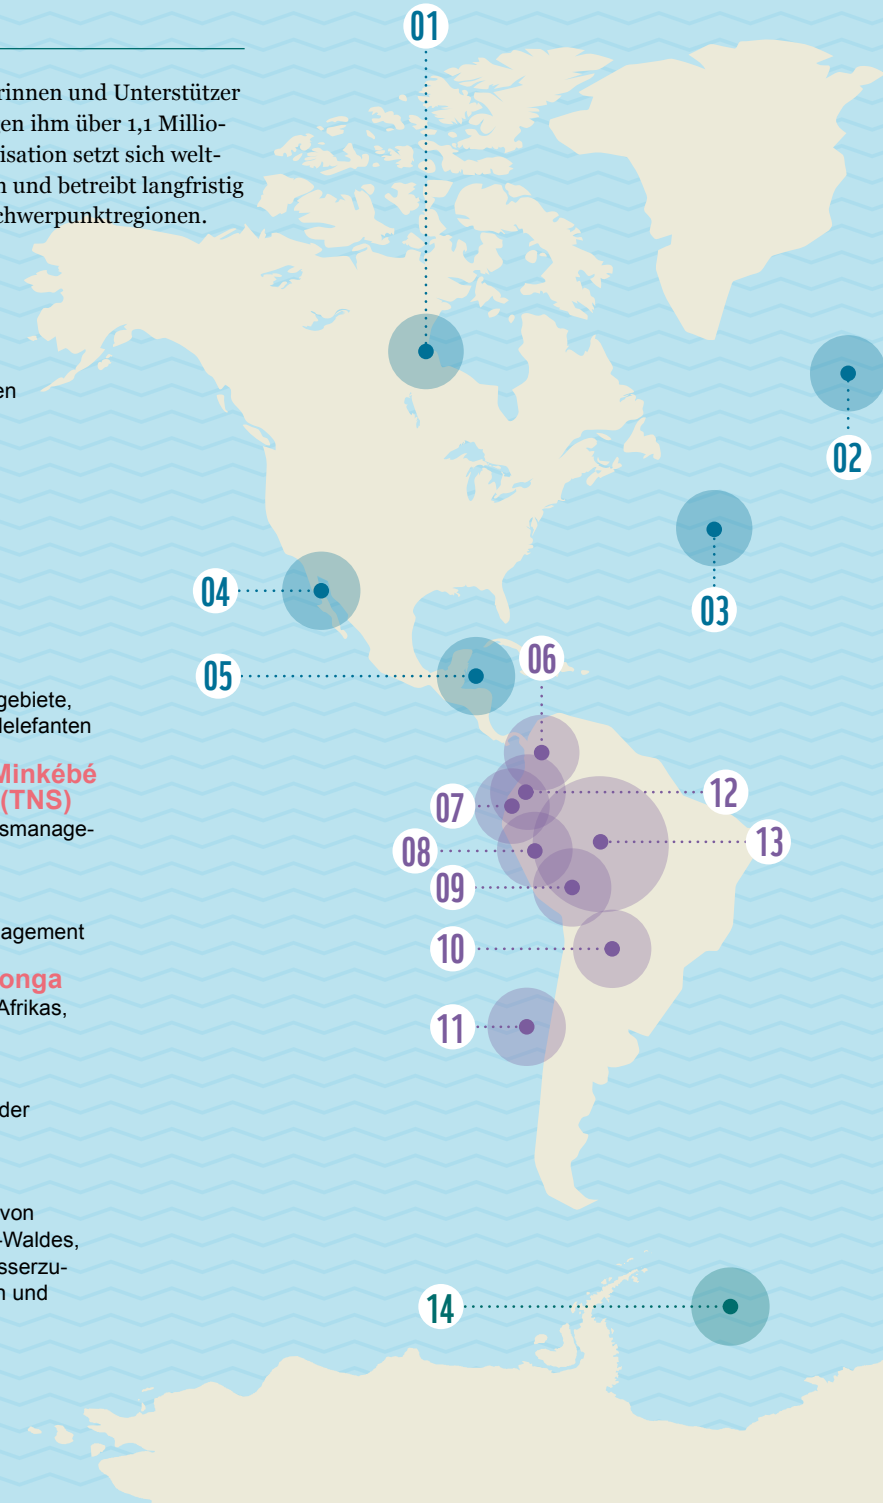 rinnen und Unterstützer
en ihm über 1,1 Millio-
isation setzt sich welt-
n und betreibt langfristig
chwerpunktregionen.
en
gebiete,
lelefanten
Minkébé
(TNS)
smanage-
agement
onga
Afrikas,
der
von
-Waldes,
sserzu-
n und
01
02
03
04
05
06
07
08
09
10
11
12
13
14